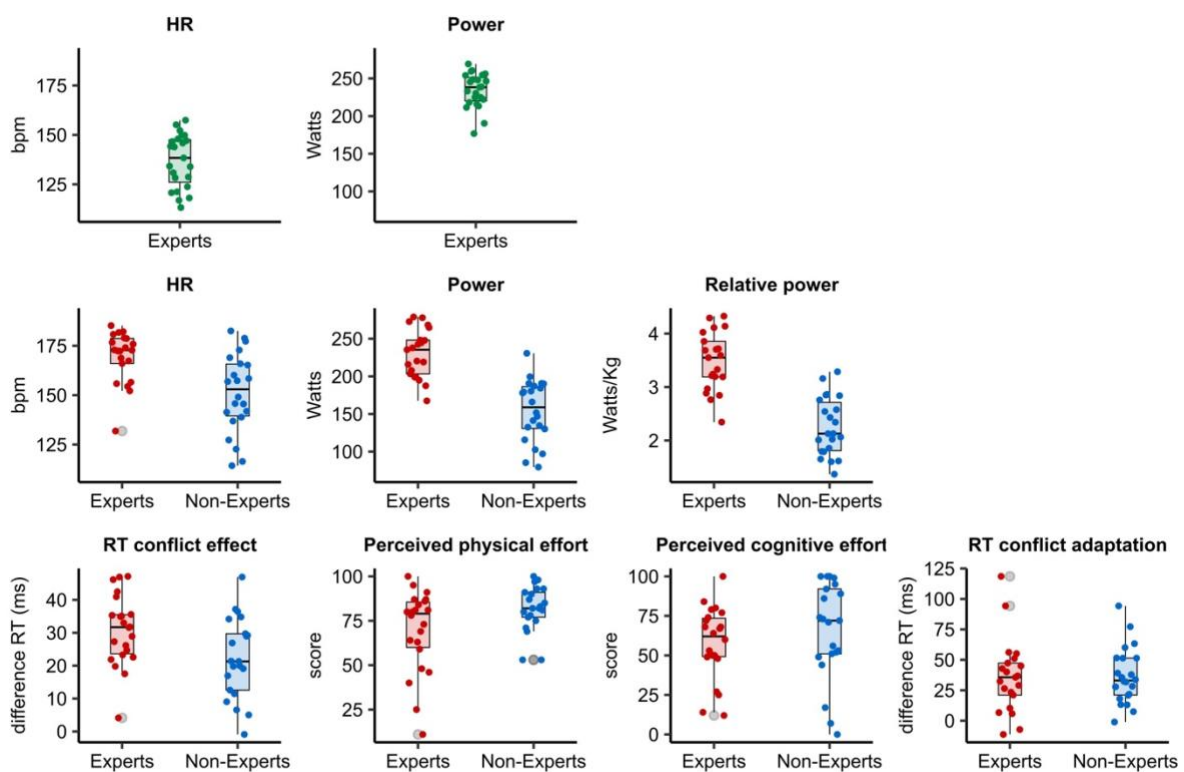 HR
Power
bpm
175
150
125
Experts
Watts
250
200
150
100
Experts
HR
Power
Relative power
bpm
175
150
125
Experts Non-Experts
Watts
250
200
150
100
Experts Non-Experts
Watts/Kg
4
3
2
Experts Non-Experts
RT conflict effect
Perceived physical effort
Perceived cognitive effort
RT conflict adaptation
difference RT (ms)
40
30
20
10
0
Experts Non-Experts
score
100
75
50
25
Experts Non-Experts
score
100
75
50
25
0
Experts Non-Experts
difference RT (ms)
125
100
75
50
25
0
Experts Non-Experts